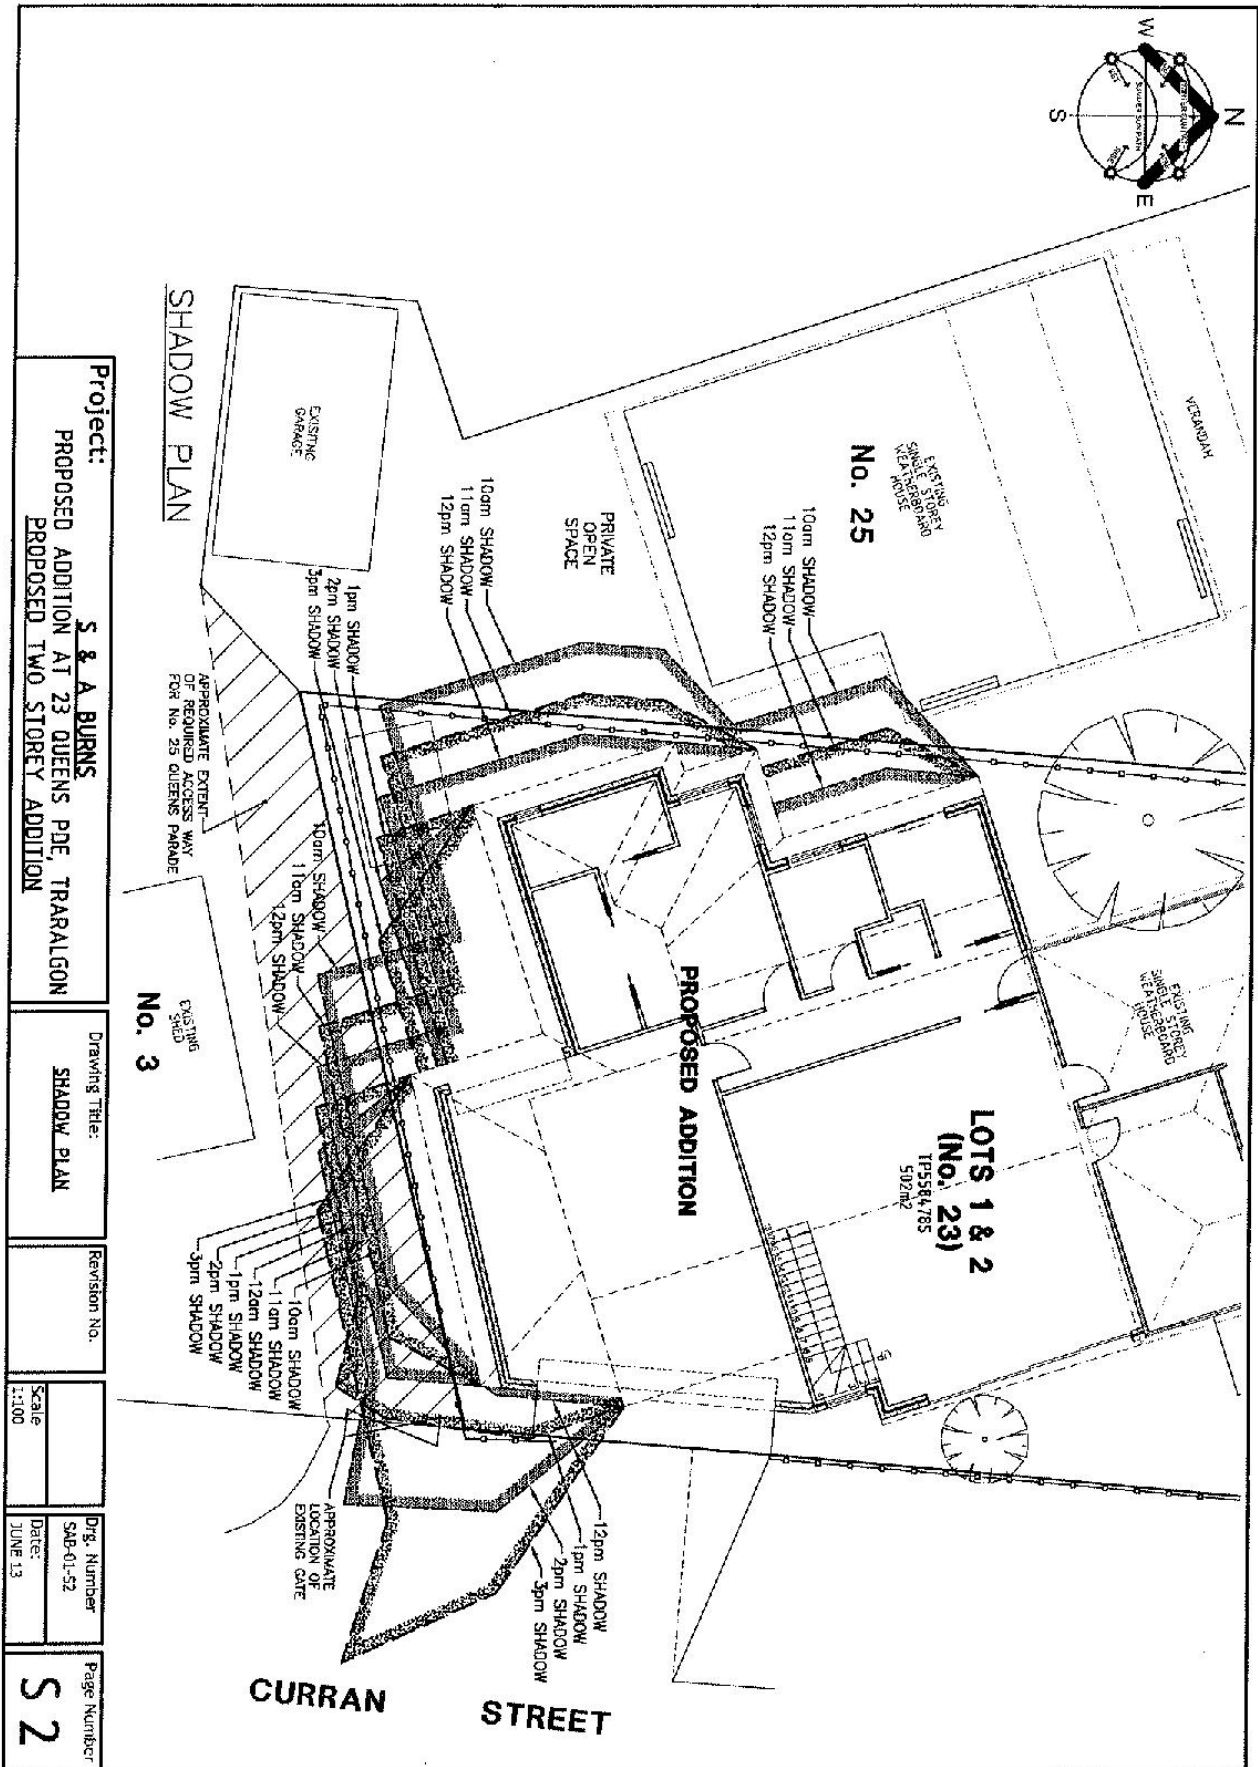 N
W
E
S
VERANDAH
EXISTING
SINGLE STOREY
WEATHERBOARD
HOUSE
No. 25
10am SHADOW
11am SHADOW
12pm SHADOW
PRIVATE
OPEN
SPACE
10am SHADOW
11am SHADOW
12pm SHADOW
EXISITNG
GARAGE
1pm SHADOW
2pm SHADOW
3pm SHADOW
SHADOW PLAN
APPROXIMATE EXTENT
OF REQUIRED ACCESS WAY
FOR No. 25 QUEENS PARADE
10am SHADOW
11am SHADOW
12pm SHADOW
EXISTING
SHED
No. 3
EXISTING
SINGLE STOREY
WEATHERBOARD
HOUSE
PROPOSED ADDITION
LOTS 1 & 2
(No. 23)
TP558478S
502m2
UP
10am SHADOW
11am SHADOW
12am SHADOW
1pm SHADOW
2pm SHADOW
3pm SHADOW
12pm SHADOW
1pm SHADOW
2pm SHADOW
3pm SHADOW
APPROXIMATE
LOCATION OF
EXISTING GATE
CURRAN STREET
Project:
S & A BURNS
PROPOSED ADDITION AT 23 QUEENS PDE, TRARALGON
PROPOSED TWO STOREY ADDITION
Drawing Title:
SHADOW PLAN
Revision No.
Scale
1:100
Drg. Number
SAB-01-S2
Date:
JUNE 13
Page Number
S 2